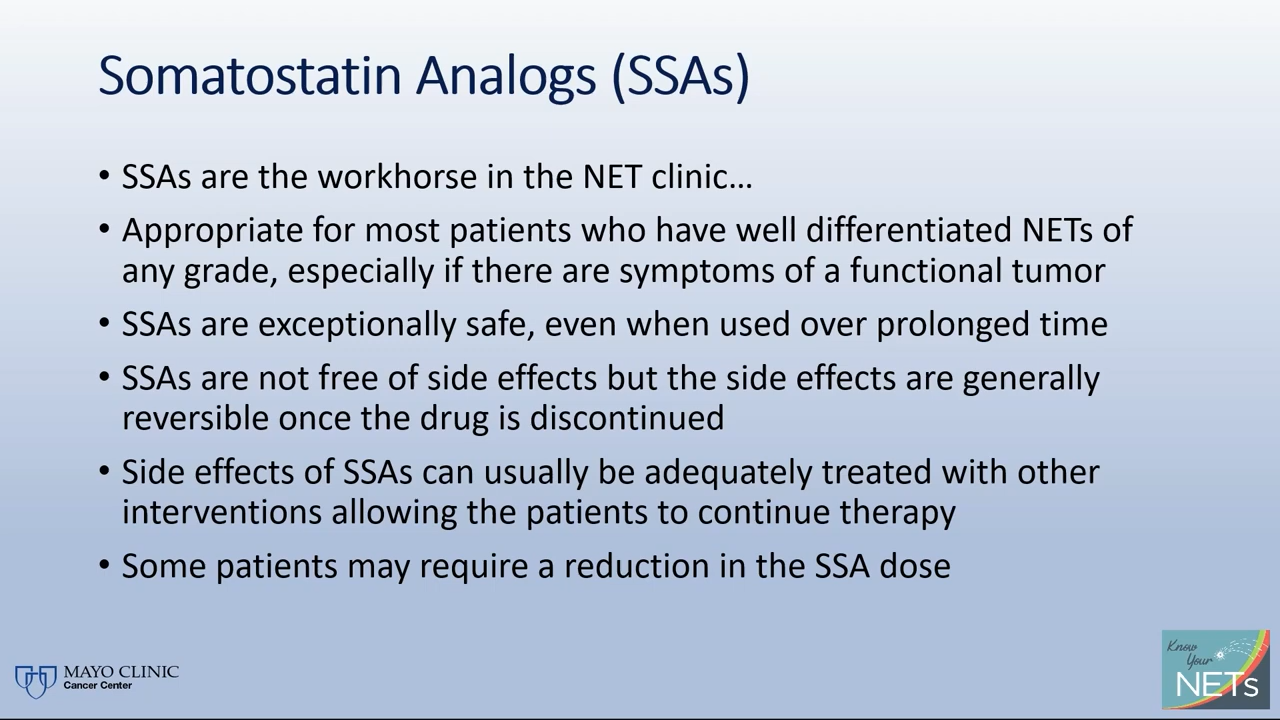 Somatostatin Analogs (SSAs)
• SSAs are the workhorse in the NET clinic…
• Appropriate for most patients who have well differentiated NETs of
any grade, especially if there are symptoms of a functional tumor
• SSAs are exceptionally safe, even when used over prolonged time
• SSAs are not free of side effects but the side effects are generally
reversible once the drug is discontinued
• Side effects of SSAs can usually be adequately treated with other
interventions allowing the patients to continue therapy
• Some patients may require a reduction in the SSA dose
MAYO CLINIC
Cancer Center
Know
Your
NETs